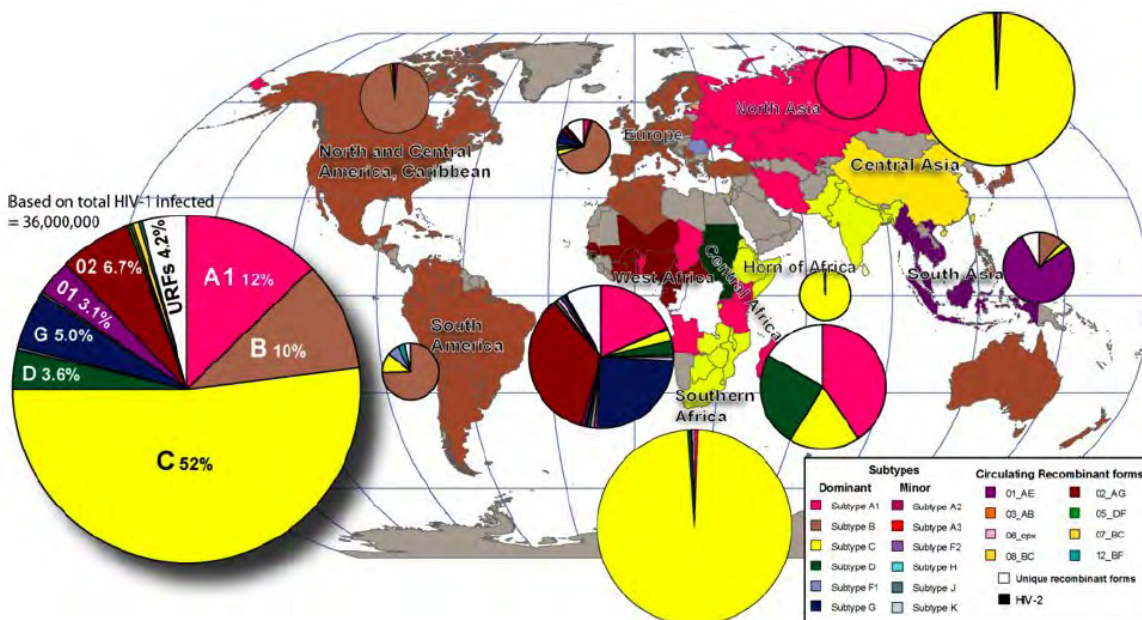 North Asia
Europe
North and Central
America, Caribbean
Central Asia
Based on total HIV-1 infected
= 36,000,000
02 6.7%
URFs 4.2%
A1 12%
01 3.1%
B 10%
G 5.0%
D 3.6%
C 52%
West Africa
Central Africa
Horn of Africa
South Asia
South
America
Southern
Africa
Subtypes
Dominant Minor
Subtype A1 Subtype A2
Subtype B Subtype A3
Subtype C Subtype F2
Subtype D Subtype H
Subtype F1 Subtype J
Subtype G Subtype K
Circulating Recombinant forms
01_AE 02_AG
03_AB 05_DF
06_cpx 07_BC
08_BC 12_BF
Unique recombinant forms
HIV-2